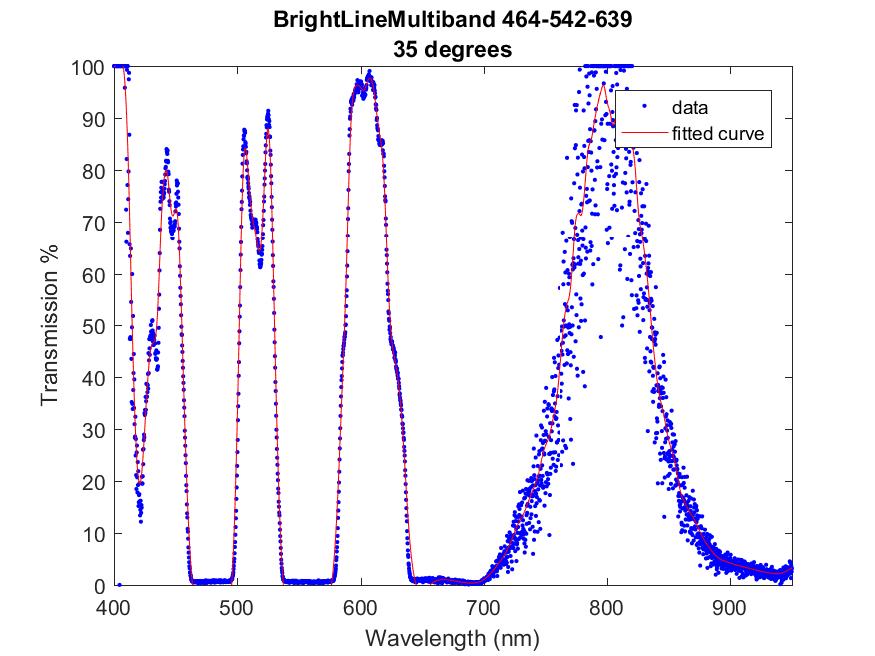 BrightLineMultiband 464-542-639
35 degrees
100
90
80
70
60
50
40
30
20
10
0
Transmission %
data
fitted curve
400
500
600
700
800
900
Wavelength (nm)